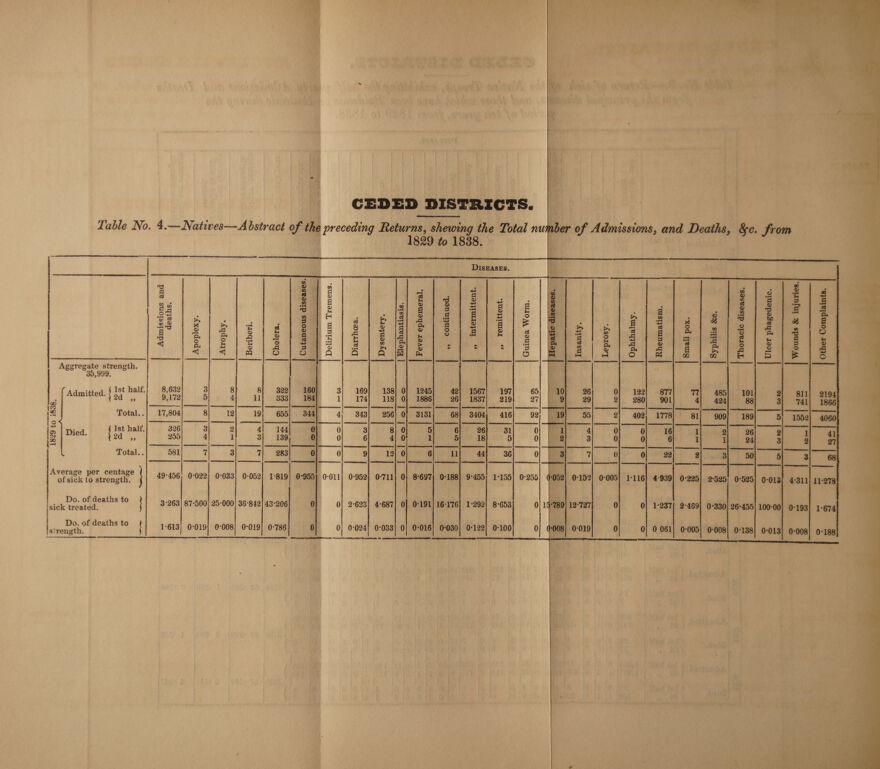 CEDED DISTRICTS.
Table No. 4.—Natives—Abstract of the preceding Returns, shewing the Total number of Admissions, and Deaths, &c. from
1829 to 1838.
DISEASES.
Admissions and deaths. Apoplexy. Atrophy. Beriberi. Cholera. Cutaneous diseases. Delirium Tremens. Diarrhœa. Dysentery. Elephantiasis. Fever ephemeral. „ continued. „ intermittent. „ remittent. Guinea Worm. Hepatic diseases. Insanity. Leprosy. Ophthalmy. Rheumatism. Small pox. Syphilis &c. Thoracic diseases. Ulcer phagedenic. Wounds & injuries. Other Complaints.
Aggregate strength.
35,999.
1829 to 1838.
Admitted. { 1st half. 8,632 3 8 8 322 160 3 169 138 0 1245 42 1567 197 65 10 26 0 122 877 77 485 101 2 811 2194
{ 2d „ 9,172 5 4 11 333 184 1 174 118 0 1886 26 1837 219 27 9 29 2 280 901 4 424 88 3 741 1866
Total.. 17,804 8 12 19 655 344 4 343 256 0 3131 68 3404 416 92 19 55 2 402 1778 81 909 189 5 1552 4060
Died. { 1st half. 326 3 2 4 144 0 0 3 8 0 5 6 26 31 0 1 4 0 0 16 1 2 26 2 1 41
{ 2d „ 255 4 1 3 139 0 0 6 4 0 1 5 18 5 0 2 3 0 0 6 1 1 24 3 2 27
Total.. 581 7 3 7 283 0 0 9 12 0 6 11 44 36 0 3 7 0 0 22 2 3 50 5 3 68
Average per centage }
of sick to strength. } 49·456 0·022 0·033 0·052 1·819 0·955 0·011 0·952 0·711 0 8·697 0·188 9·455 1·155 0·255 0·052 0·152 0·005 1·116 4·939 0·225 2·525 0·525 0·013 4·311 11·278
Do. of deaths to }
sick treated. } 3·263 87·500 25·000 36·842 43·206 0 0 2·623 4·687 0 0·191 16·176 1·292 8·653 0 15·789 12·727 0 0 1·237 2·469 0·330 26·455 100·00 0·193 1·674
Do. of deaths to }
strength. } 1·613 0·019 0·008 0·019 0·786 0 0 0·024 0·033 0 0·016 0·030 0·122 0·100 0 0·008 0·019 0 0 0 061 0·005 0·008 0·138 0·013 0·008 0·188